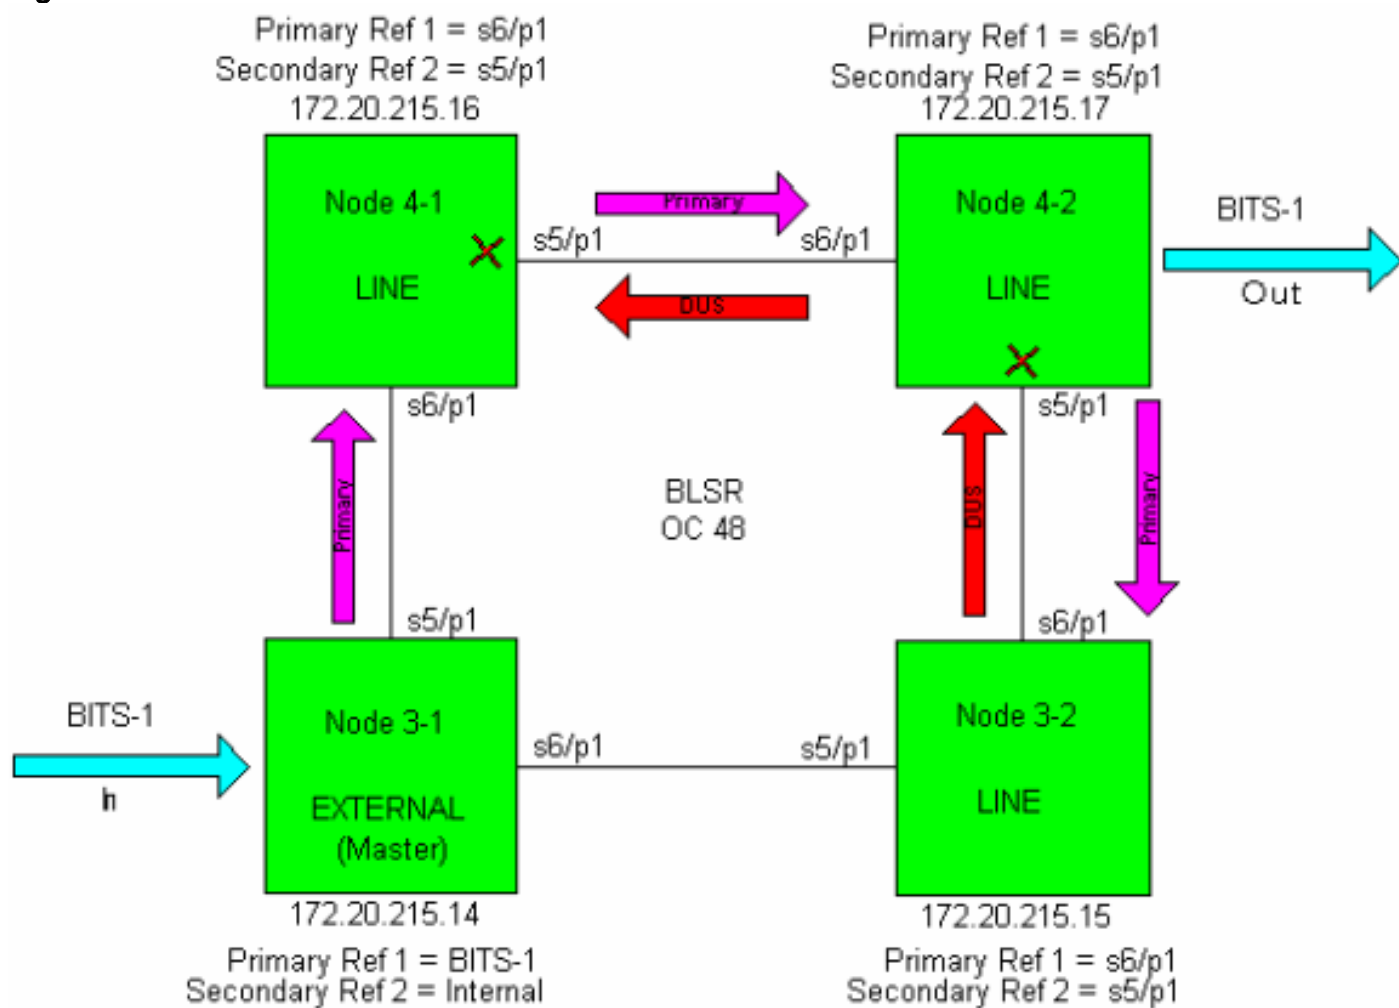 Primary Ref 1 = s6/p1
Secondary Ref 2 = s5/p1
172.20.215.16
Primary Ref 1 = s6/p1
Secondary Ref 2 = s5/p1
172.20.215.17
Node 4-1
LINE
s5/p1
Primary
s6/p1
DUS
Node 4-2
LINE
BITS-1
Out
s6/p1
Primary
s5/p1
DUS
Primary
BLSR
OC 48
s5/p1
s6/p1
BITS-1
In
Node 3-1
EXTERNAL
(Master)
s6/p1
s5/p1
Node 3-2
LINE
172.20.215.14
Primary Ref 1 = BITS-1
Secondary Ref 2 = Internal
172.20.215.15
Primary Ref 1 = s6/p1
Secondary Ref 2 = s5/p1